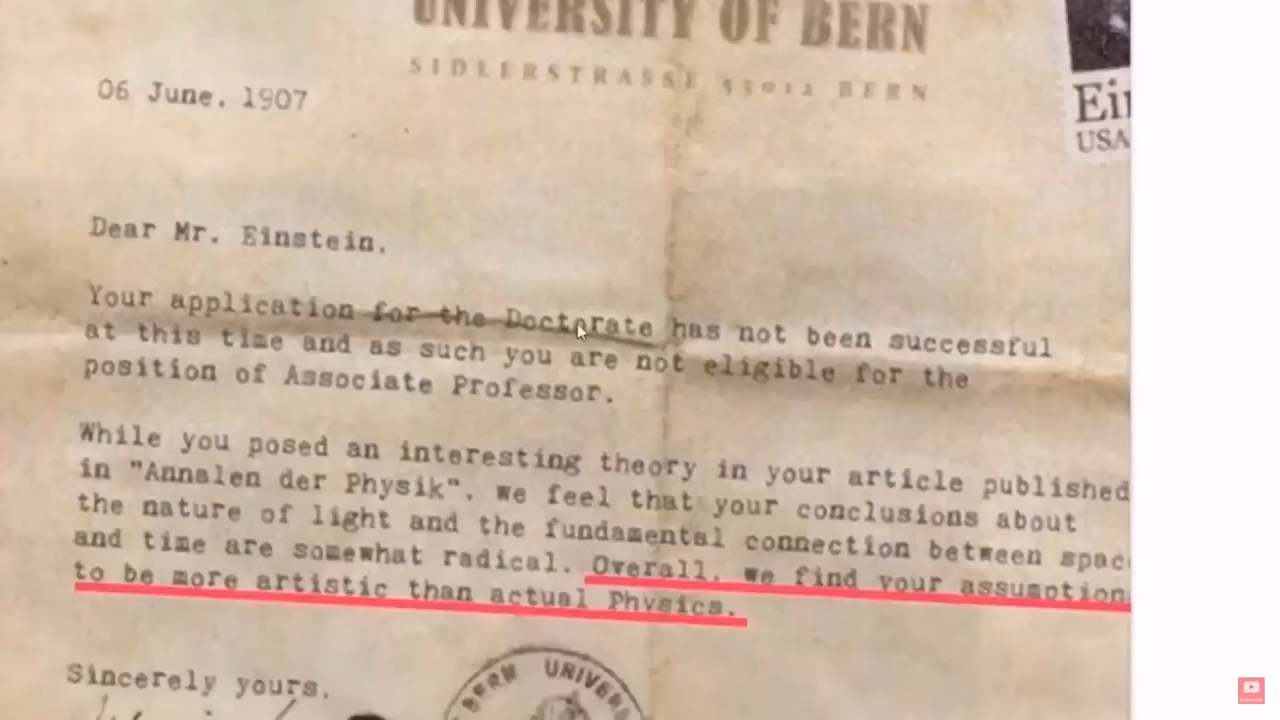 UNIVERSITY OF BERN
SIDLERSTRASSE 53012 BERN
Ein
USA
06 June. 1907
Dear Mr. Einstein.
Your application for the Doctorate has not been successful
at this time and as such you are not eligible for the
position of Associate Professor.
While you posed an interesting theory in your article published
in "Annalen der Physik". we feel that your conclusions about
the nature of light and the fundamental connection between spac
and time are somewhat radical. Overall. we find your assumption
to be more artistic than actual Physics.
Sincerely yours.
BERN UNIVER